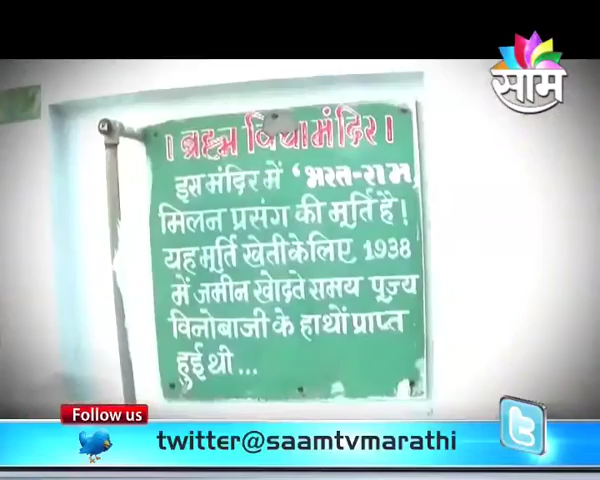 साम
। ब्रह्म विद्या मंदिर ।
इस मंदिर में 'भरत-राम,
मिलन प्रसंग की मूर्ति है !
यह मूर्ति खेती के लिए 1938
में जमीन खोदते समय पूज्य
विनोबाजी के हाथों प्राप्त
हुई थी ...
Follow us
twitter@saamtvmarathi